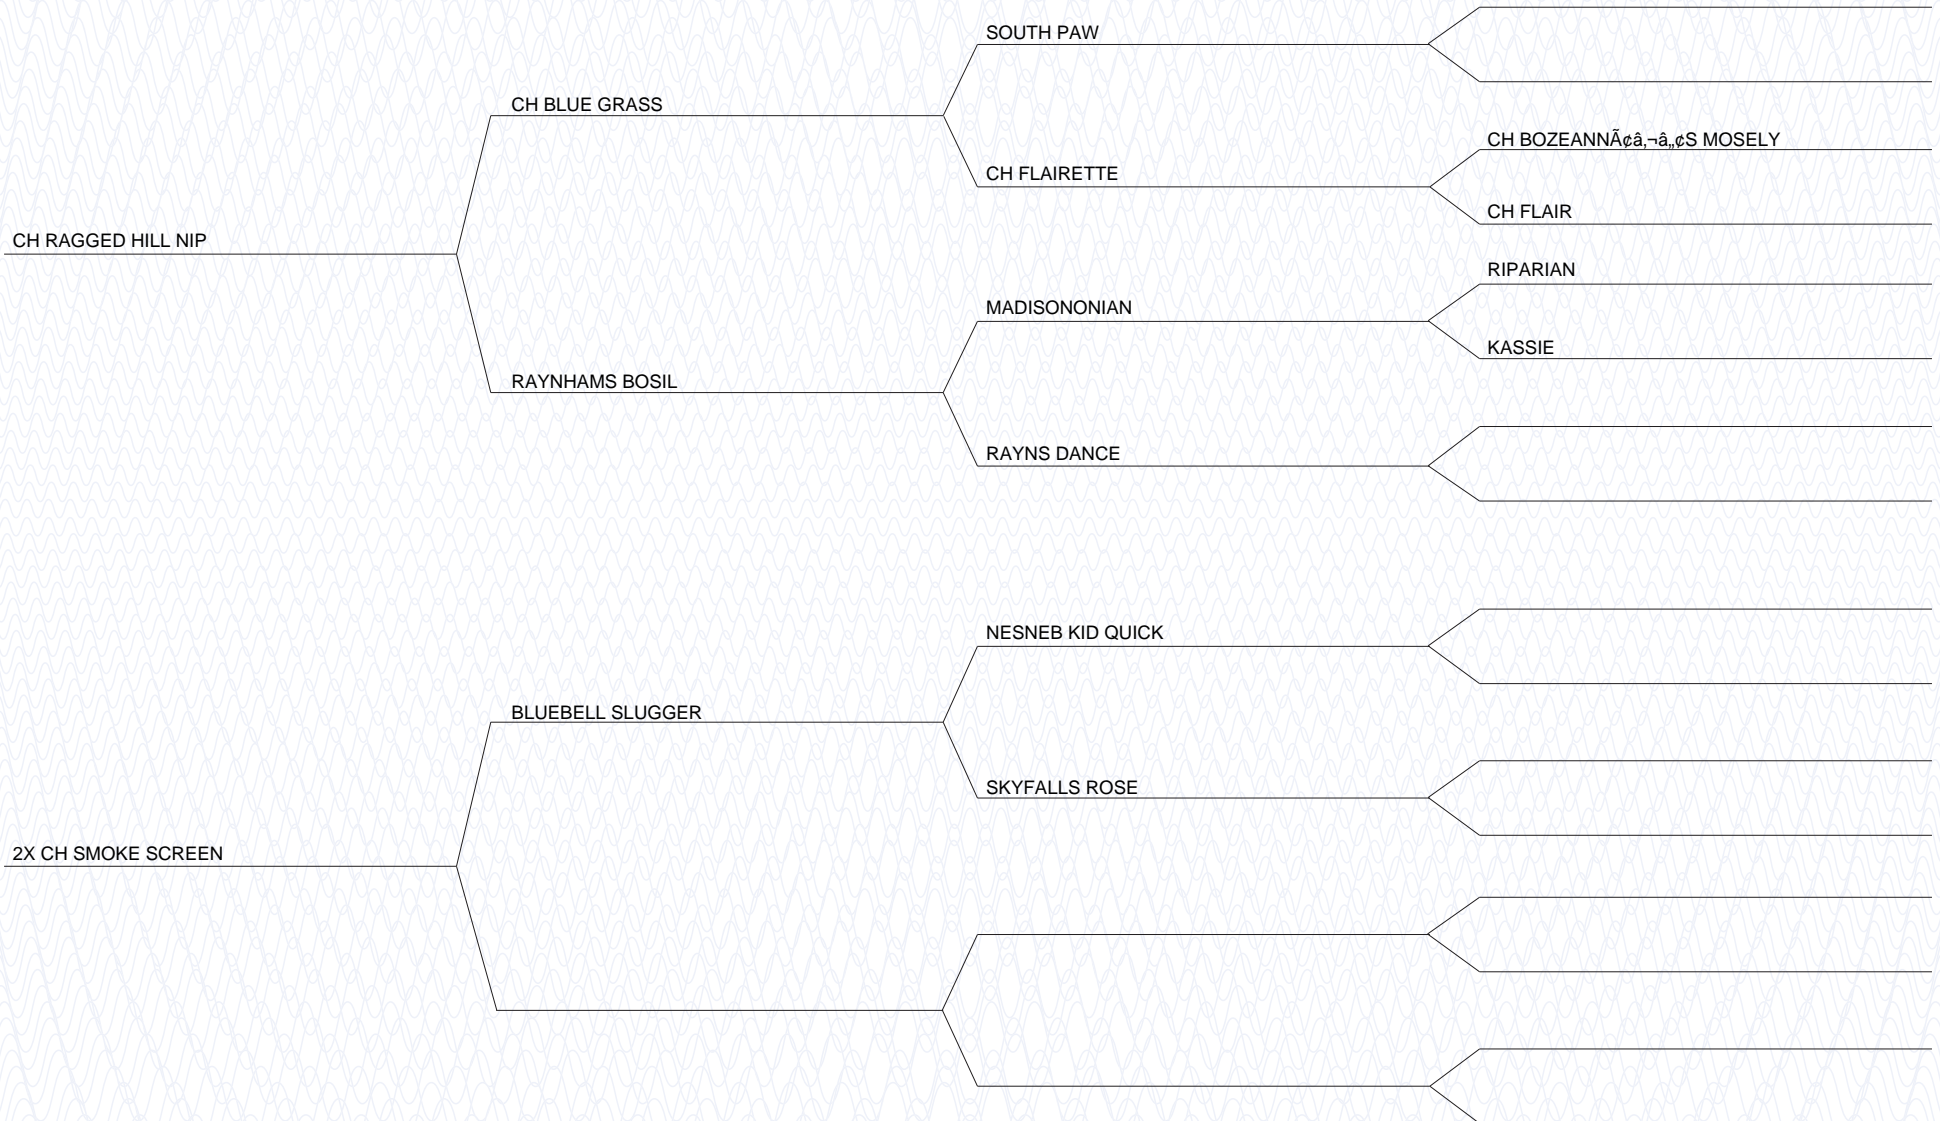 SOUTH PAW
CH BLUE GRASS
CH BOZEANNÃ¢â‚¬â„¢S MOSELY
CH FLAIRETTE
CH FLAIR
CH RAGGED HILL NIP
RIPARIAN
MADISONONIAN
KASSIE
RAYNHAMS BOSIL
RAYNS DANCE
NESNEB KID QUICK
BLUEBELL SLUGGER
SKYFALLS ROSE
2X CH SMOKE SCREEN